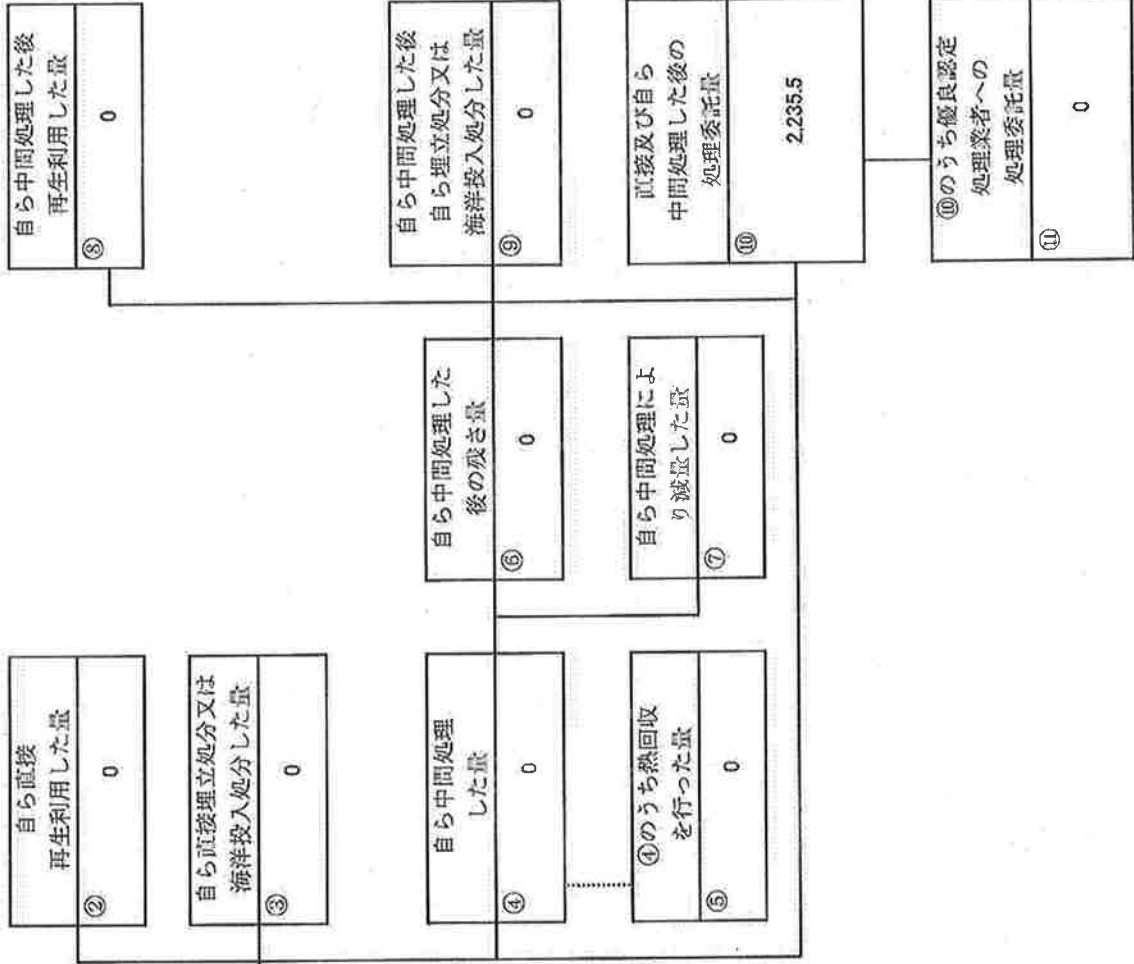 自ら直接
再生利用した量
②
0
自ら直接埋立処分又は
海洋投入処分した量
③
0
自ら中間処理
した量
④
0
④のうち熱回収
を行った量
⑤
0
自ら中間処理した
後の残さ量
⑥
0
自ら中間処理によ
り減量した量
⑦
0
自ら中間処理した後
再生利用した量
⑧
0
自ら中間処理した後
自ら埋立処分又は
海洋投入処分した量
⑨
0
直接及び自ら
中間処理した後の
処理委託量
⑩
2,235.5
⑩のうち優良認定
処理業者への
処理委託量
⑪
0